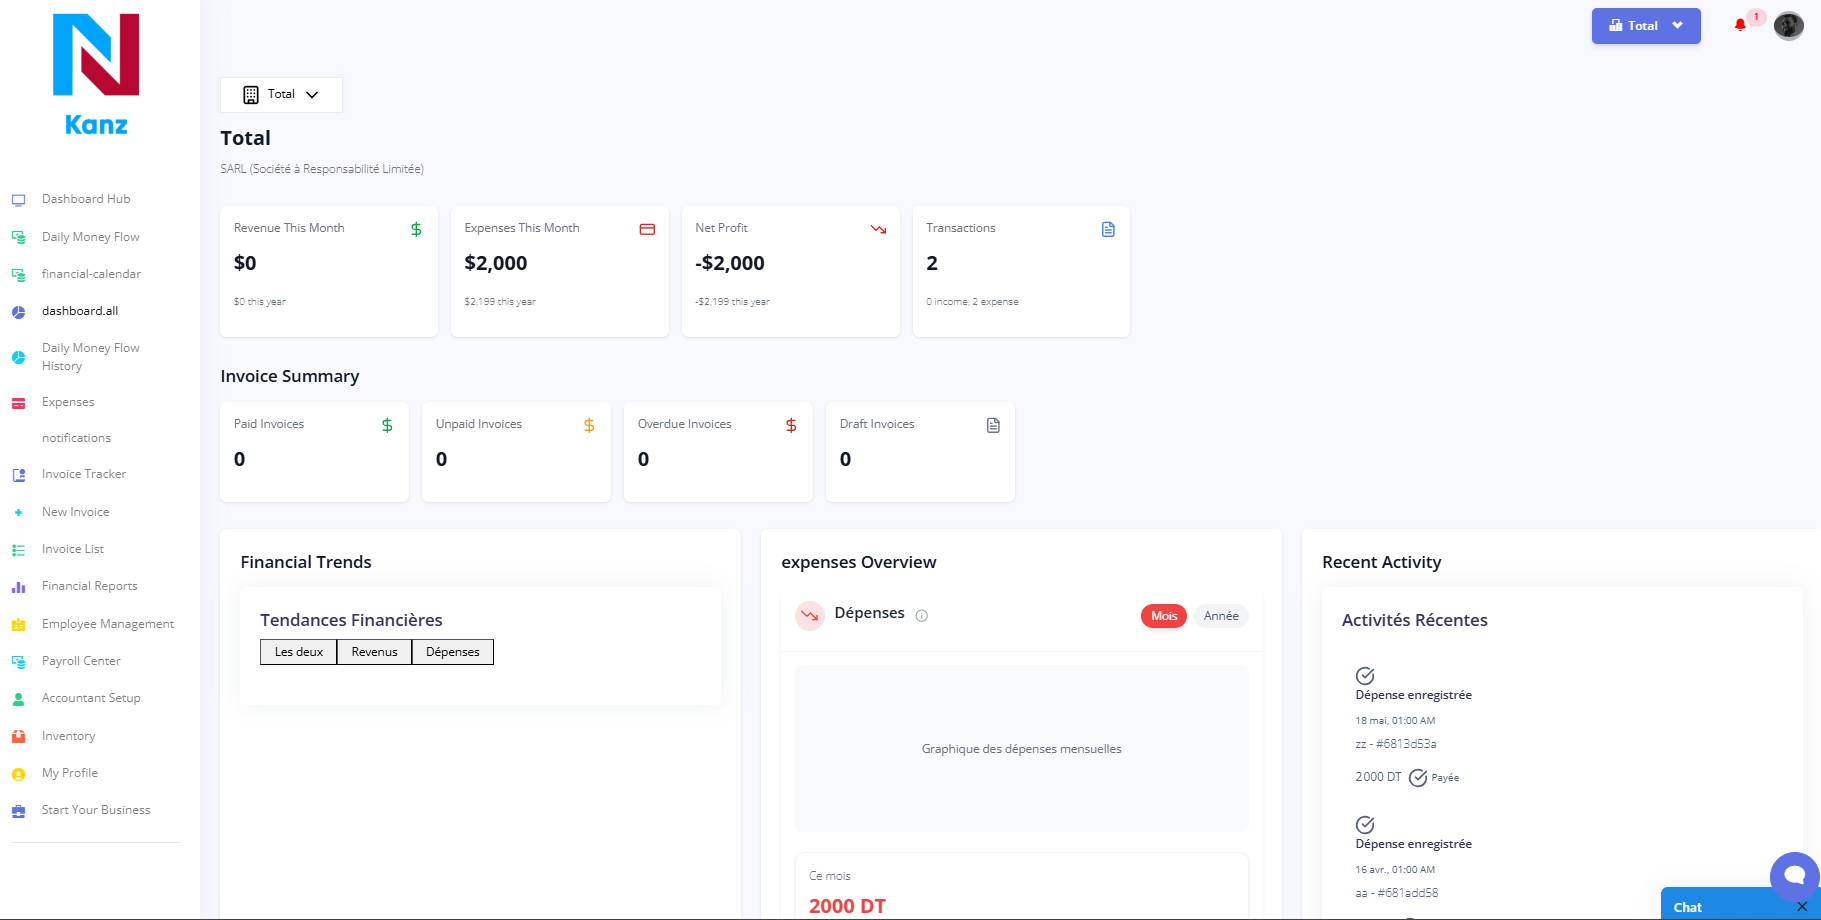 Kanz
Dashboard Hub
Daily Money Flow
financial-calendar
dashboard.all
Daily Money Flow
History
Expenses
notifications
Invoice Tracker
New Invoice
Invoice List
Financial Reports
Employee Management
Payroll Center
Accountant Setup
Inventory
My Profile
Start Your Business
Total
1
Total
Total
SARL (Société à Responsabilité Limitée)
Revenue This Month
$0
$0 this year
Expenses This Month
$2,000
$2,199 this year
Net Profit
-$2,000
-$2,199 this year
Transactions
2
0 income, 2 expense
Invoice Summary
Paid Invoices
0
Unpaid Invoices
0
Overdue Invoices
0
Draft Invoices
0
Financial Trends
Tendances Financières
Les deux
Revenus
Dépenses
expenses Overview
Dépenses
Mois
Année
Graphique des dépenses mensuelles
Ce mois
2000 DT
Recent Activity
Activités Récentes
Dépense enregistrée
18 mai, 01:00 AM
zz - #6813d53a
2000 DT
Payée
Dépense enregistrée
16 avr., 01:00 AM
aa - #681add58
Chat